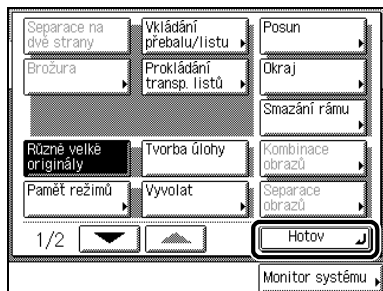 Separace na
dvě strany
Vkládání
přebalu/listu
Posun
Brožura
Prokládání
transp. listů
Okraj
Smazání rámu
Různě velké
originály
Tvorba úlohy
Kombinace
obrazů
Paměť režimů
Vyvolat
Separace
obrazů
1/2
Hotov
Monitor systému